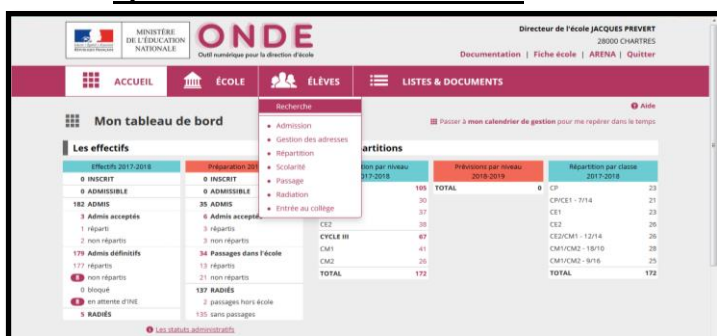 MINISTÈRE
DE L'ÉDUCATION
NATIONALE
ONDE
Outil numérique pour la direction d'école
Directeur de l'école JACQUES PREVERT
28000 CHARTRES
Documentation | Fiche école | ARENA | Quitter
ACCUEIL ÉCOLE ÉLÈVES LISTES & DOCUMENTS
Recherche
Admission
Gestion des adresses
Répartition
Scolarité
Passage
Radiation
Entrée au collège
Aide
Mon tableau de bord
Passer à mon calendrier de gestion pour me repérer dans le temps
Les effectifs
Effectifs 2017-2018
0 INSCRIT
0 ADMISSIBLE
182 ADMIS
3 Admis acceptés
1 réparti
2 non répartis
179 Admis définitifs
177 répartis
non répartis
0 bloqué
en attente d'INE
5 RADIÉS
Les statuts administratifs
Préparation 201
0 INSCRIT
0 ADMISSIBLE
35 ADMIS
6 Admis acceptés
3 répartis
3 non répartis
34 Passages dans l'école
13 répartis
21 non répartis
137 RADIÉS
2 passages hors école
135 sans passages
artitions
tion par niveau
017-2018
105
30
37
CE2 38
CYCLE III 67
CM1 41
CM2 26
TOTAL 172
Prévisions par niveau
2018-2019
TOTAL 0
Répartition par classe
2017-2018
CP 23
CP/CE1 - 7/14 21
CE1 23
CE2 26
CE2/CM1 - 12/14 26
CM1/CM2 - 18/10 28
CM1/CM2 - 9/16 25
TOTAL 172